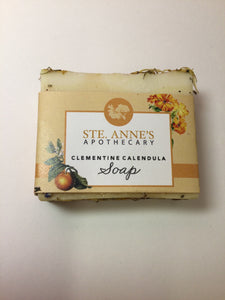 STE. ANNE'S
APOTHECARY
CLEMENTINE CALENDULA
Soap